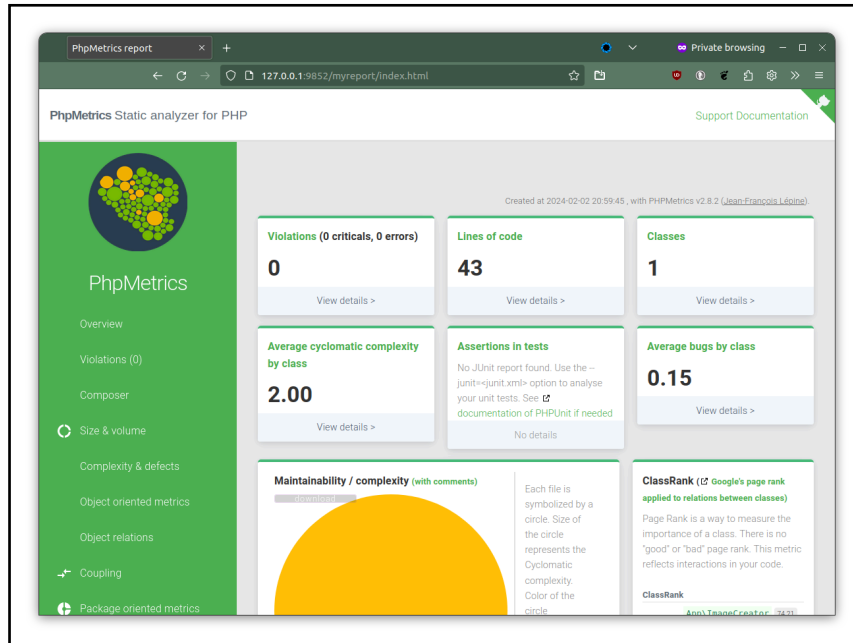 PhpMetrics report
Private browsing
127.0.0.1:9852/myreport/index.html
PhpMetrics Static analyzer for PHP
Support Documentation
Created at 2024-02-02 20:59:45 , with PHPMetrics v2.8.2 (Jean-François Lépine).
PhpMetrics
Overview
Violations (0)
Composer
Size & volume
Complexity & defects
Object oriented metrics
Object relations
Coupling
Package oriented metrics
Violations (0 criticals, 0 errors)
0
View details >
Lines of code
43
View details >
Classes
1
View details >
Average cyclomatic complexity
by class
2.00
View details >
Assertions in tests
No JUnit report found. Use the --
junit=<junit.xml> option to analyse
your unit tests. See
documentation of PHPUnit if needed
No details
Average bugs by class
0.15
View details >
Maintainability / complexity (with comments)
download
Each file is
symbolized by a
circle. Size of
the circle
represents the
Cyclomatic
complexity.
Color of the
circle
ClassRank (Google's page rank
applied to relations between classes)
Page Rank is a way to measure the
importance of a class. There is no
"good" or "bad" page rank. This metric
reflects interactions in your code.
ClassRank
App\ImageCreator